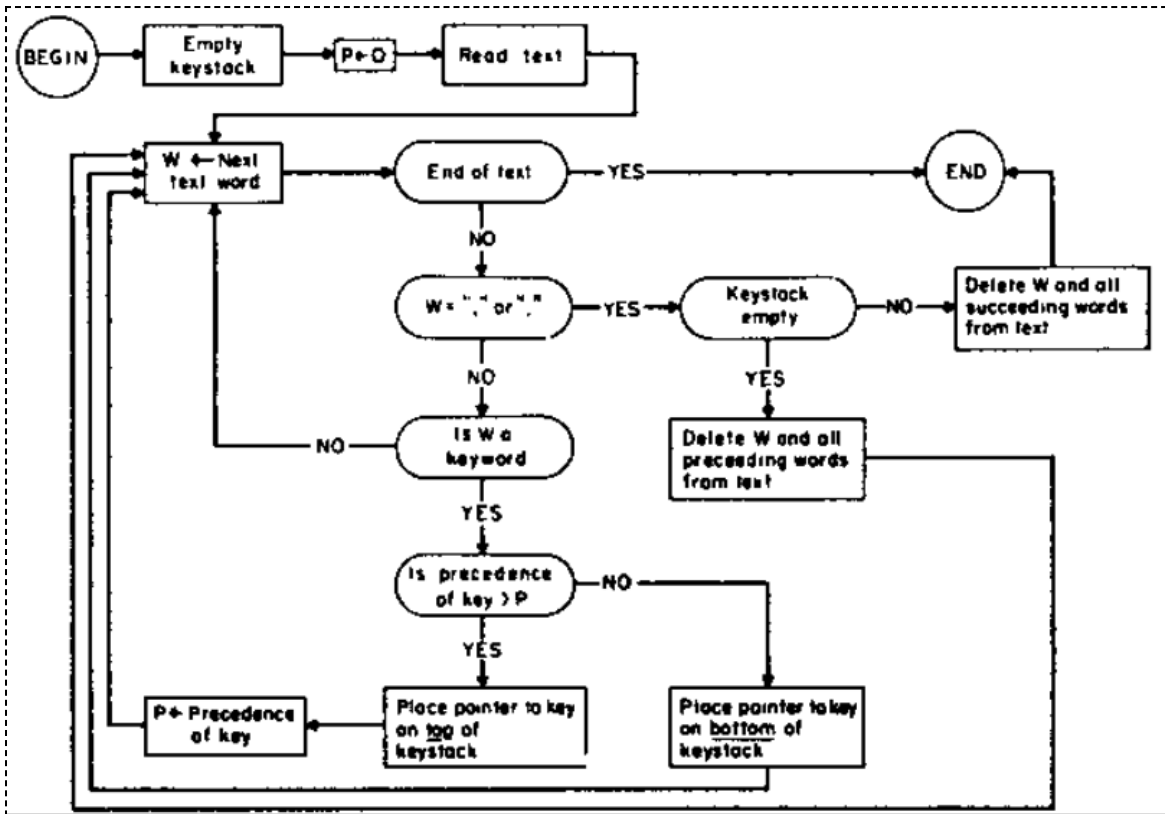 BEGIN
Empty
keystack
P←O
Read text
W ← Next
text word
End of text
YES
END
NO
W = "," or "."
YES
Keystack
empty
NO
Delete W and all
succeeding words
from text
NO
YES
Is W a
keyword
NO
Delete W and all
preceeding words
from text
YES
Is precedence
of key > P
NO
YES
P← Precedence
of key
Place pointer to key
on top of
keystack
Place pointer to key
on bottom of
keystack